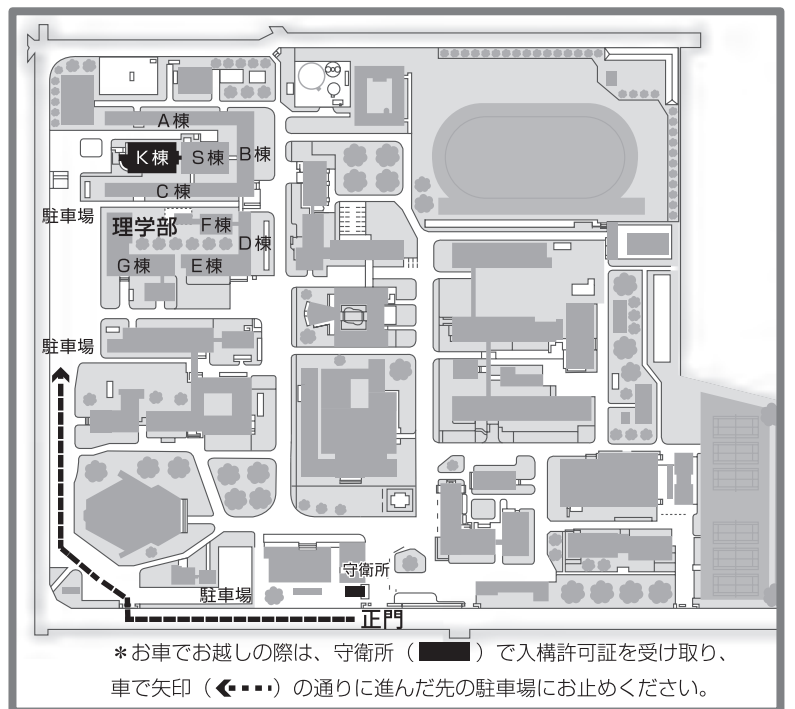 A棟
K棟
S棟
B棟
C棟
駐車場
理学部
F棟
D棟
G棟
E棟
駐車場
守衛所
駐車場
正門
＊お車でお越しの際は、守衛所（　）で入構許可証を受け取り、
車で矢印（　）の通りに進んだ先の駐車場にお止めください。